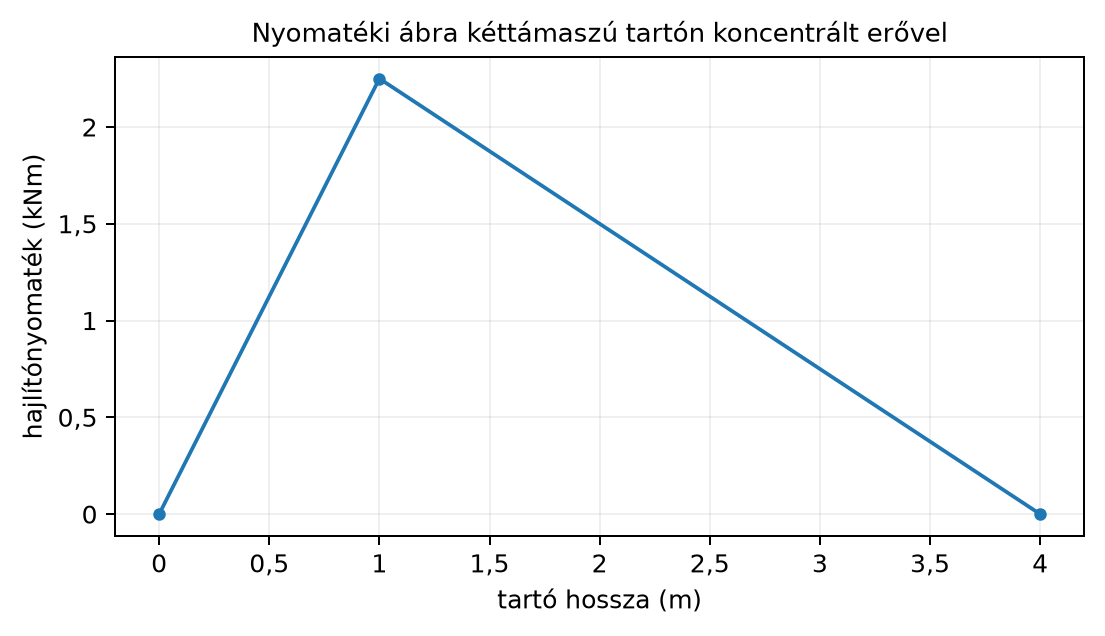 Nyomatéki ábra kéttámaszú tartón koncentrált erővel
hajlítónyomaték (kNm)
2
1,5
1
0,5
0
0 0,5 1 1,5 2 2,5 3 3,5 4
tartó hossza (m)